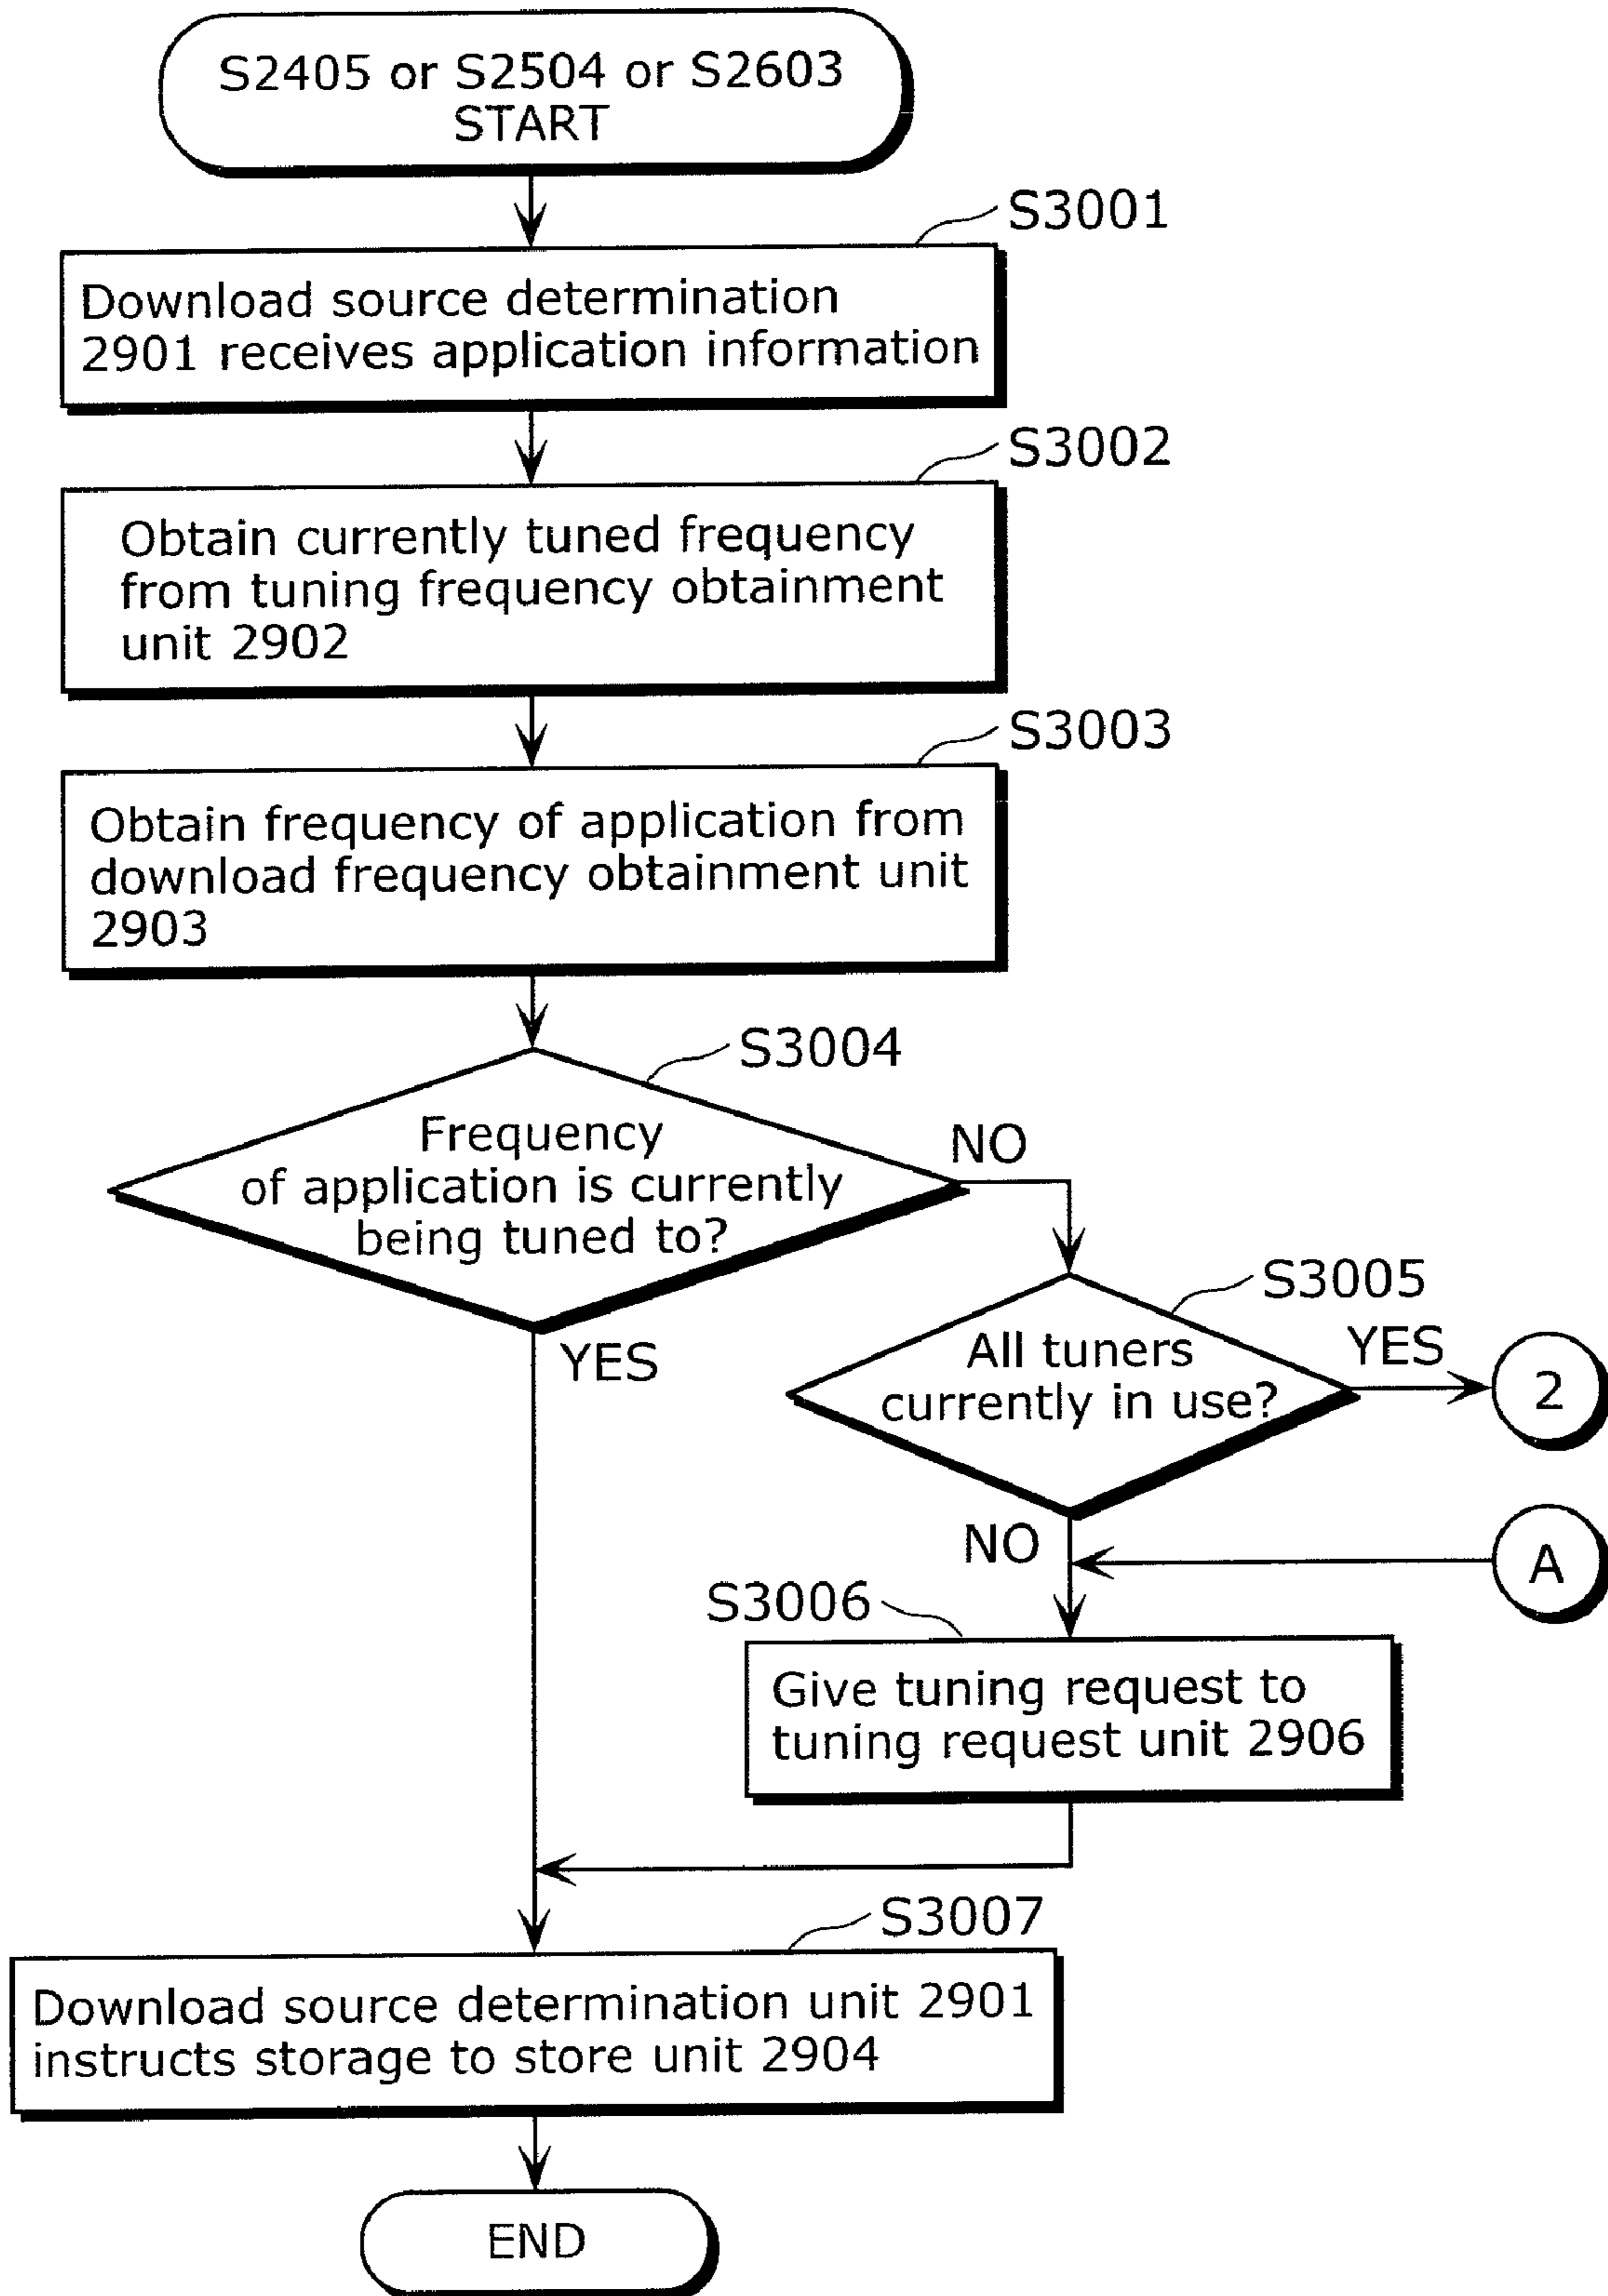 S2405 or S2504 or S2603
START
S3001
Download source determination
2901 receives application information
S3002
Obtain currently tuned frequency
from tuning frequency obtainment
unit 2902
S3003
Obtain frequency of application from
download frequency obtainment unit
2903
S3004
Frequency
of application is currently
being tuned to?
NO
YES
S3005
All tuners
currently in use?
YES
2
NO
A
S3006
Give tuning request to
tuning request unit 2906
S3007
Download source determination unit 2901
instructs storage to store unit 2904
END